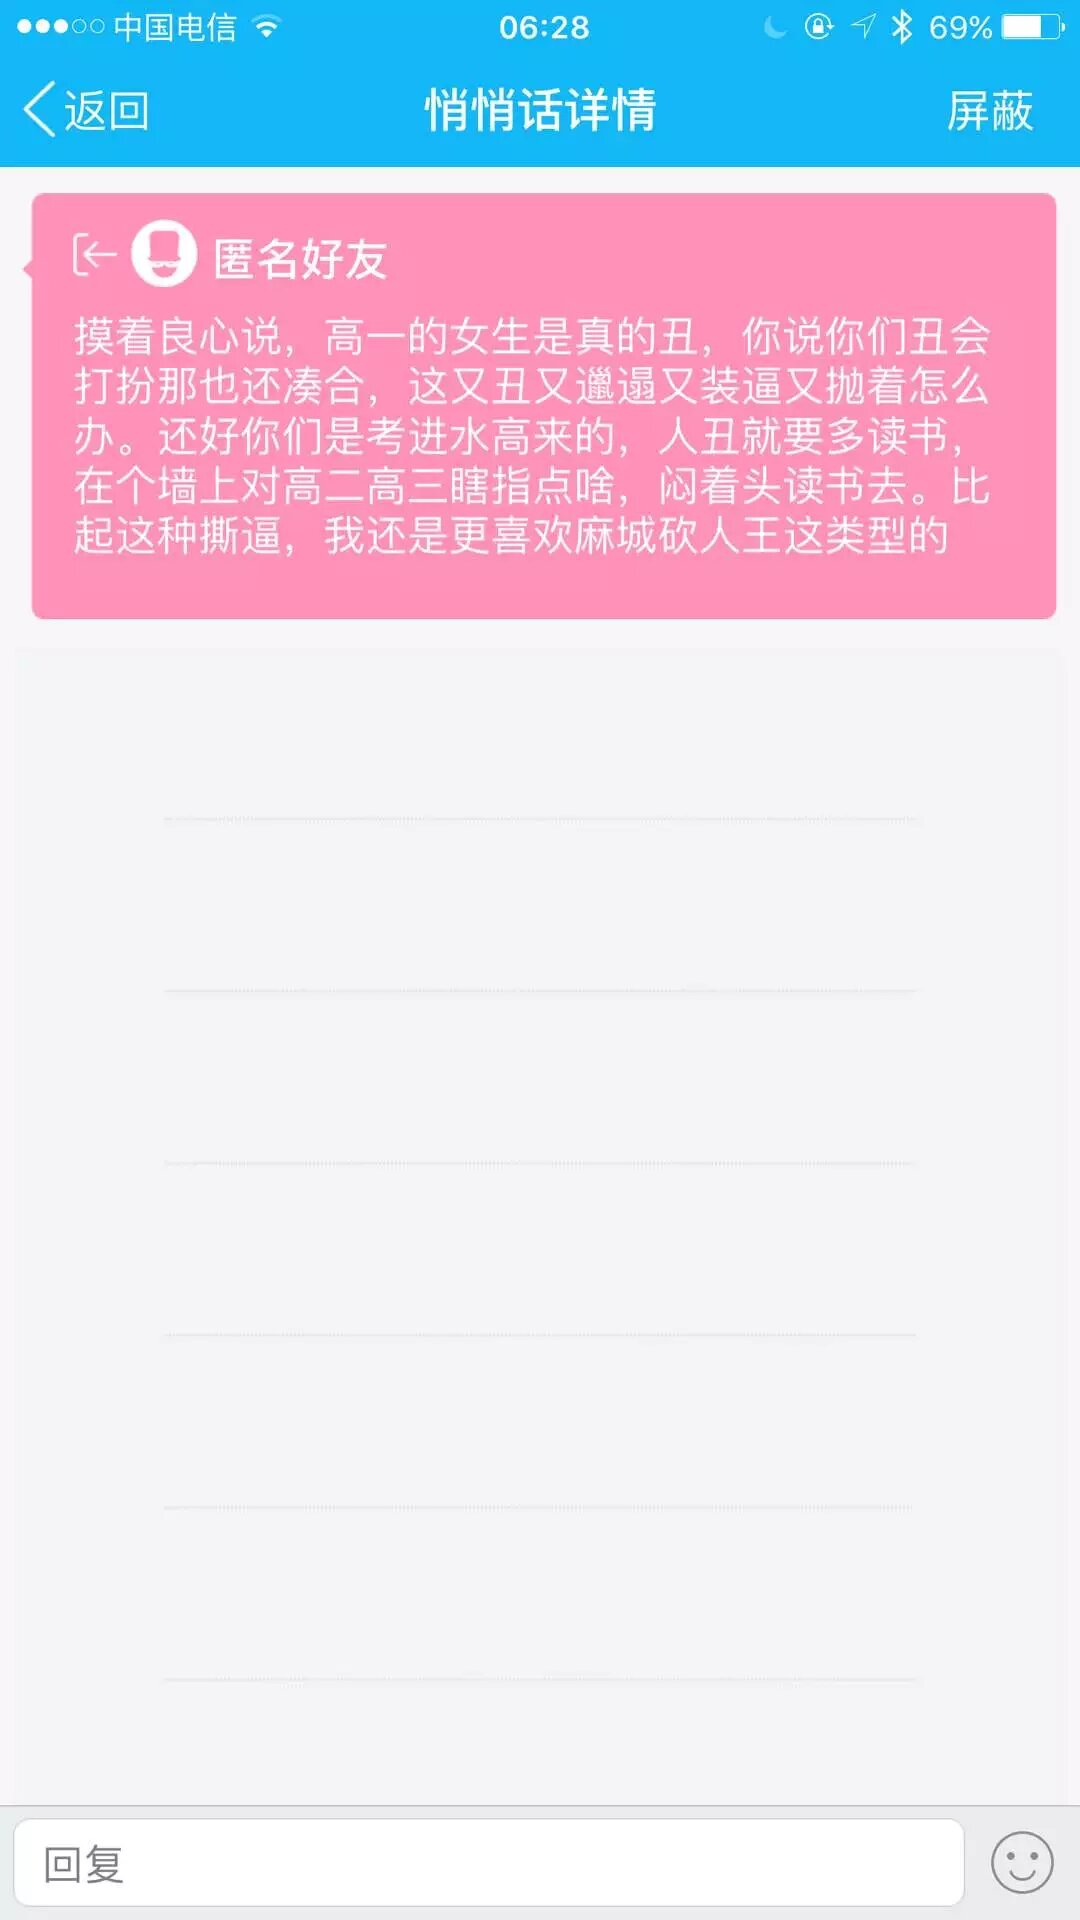 中国电信
06:28
69%
返回
悄悄话详情
屏蔽
匿名好友
摸着良心说，高一的女生是真的丑，你说你们丑会
打扮那也还凑合，这又丑又邋遢又装逼又抛着怎么
办。还好你们是考进水高来的，人丑就要多读书，
在个墙上对高二高三瞎指点啥，闷着头读书去。比
起这种撕逼，我还是更喜欢麻城砍人王这类型的
回复